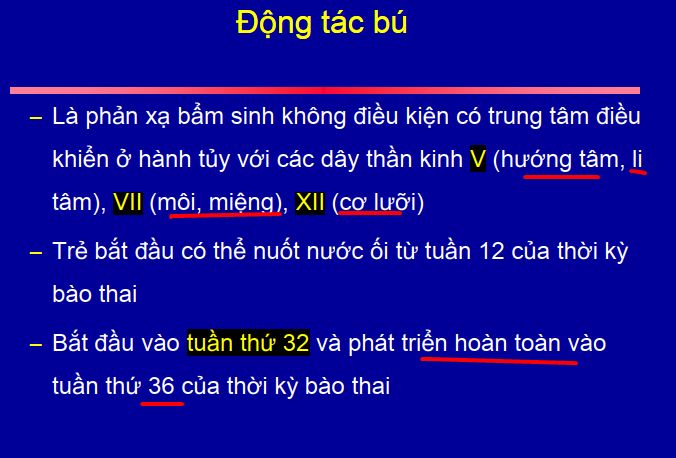 Động tác bú
– Là phản xạ bẩm sinh không điều kiện có trung tâm điều
khiển ở hành tủy với các dây thần kinh V (hướng tâm, li
tâm), VII (môi, miệng), XII (cơ lưỡi)
– Trẻ bắt đầu có thể nuốt nước ối từ tuần 12 của thời kỳ
bào thai
– Bắt đầu vào tuần thứ 32 và phát triển hoàn toàn vào
tuần thứ 36 của thời kỳ bào thai